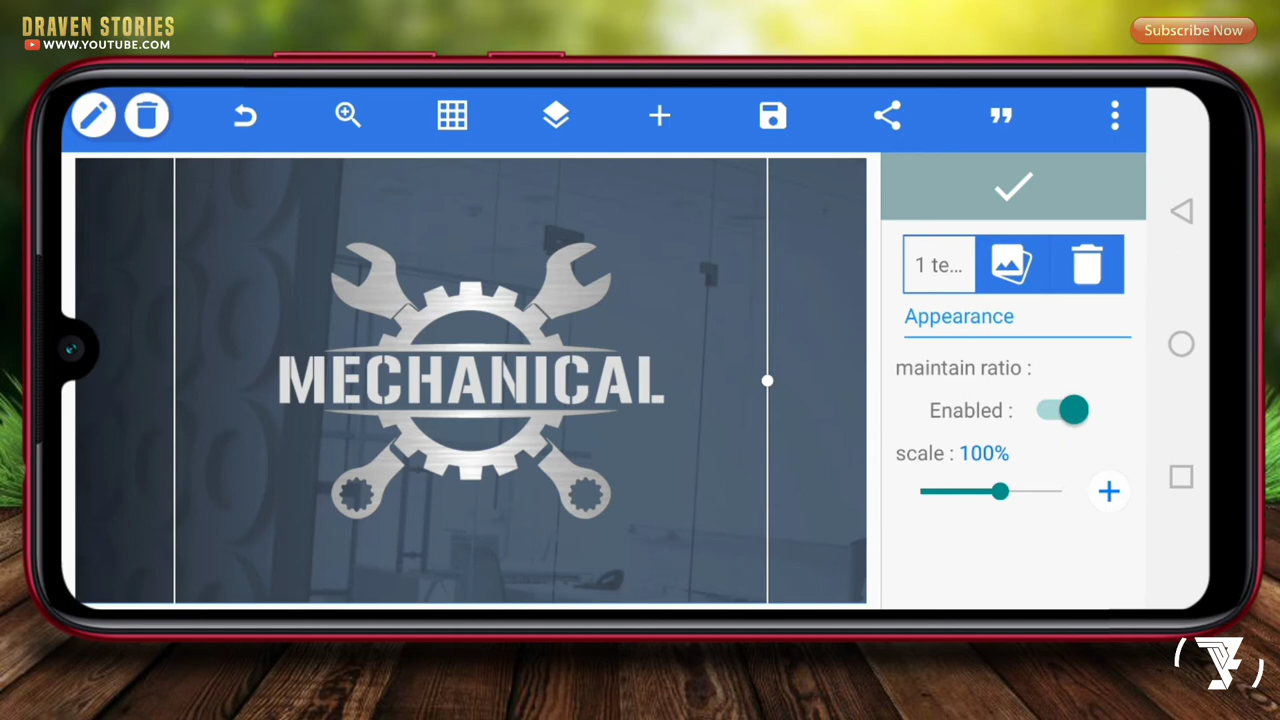 DRAVEN STORIES
WWW.YOUTUBE.COM
Subscribe Now
1 te...
Appearance
maintain ratio :
Enabled :
scale : 100%
MECHANICAL